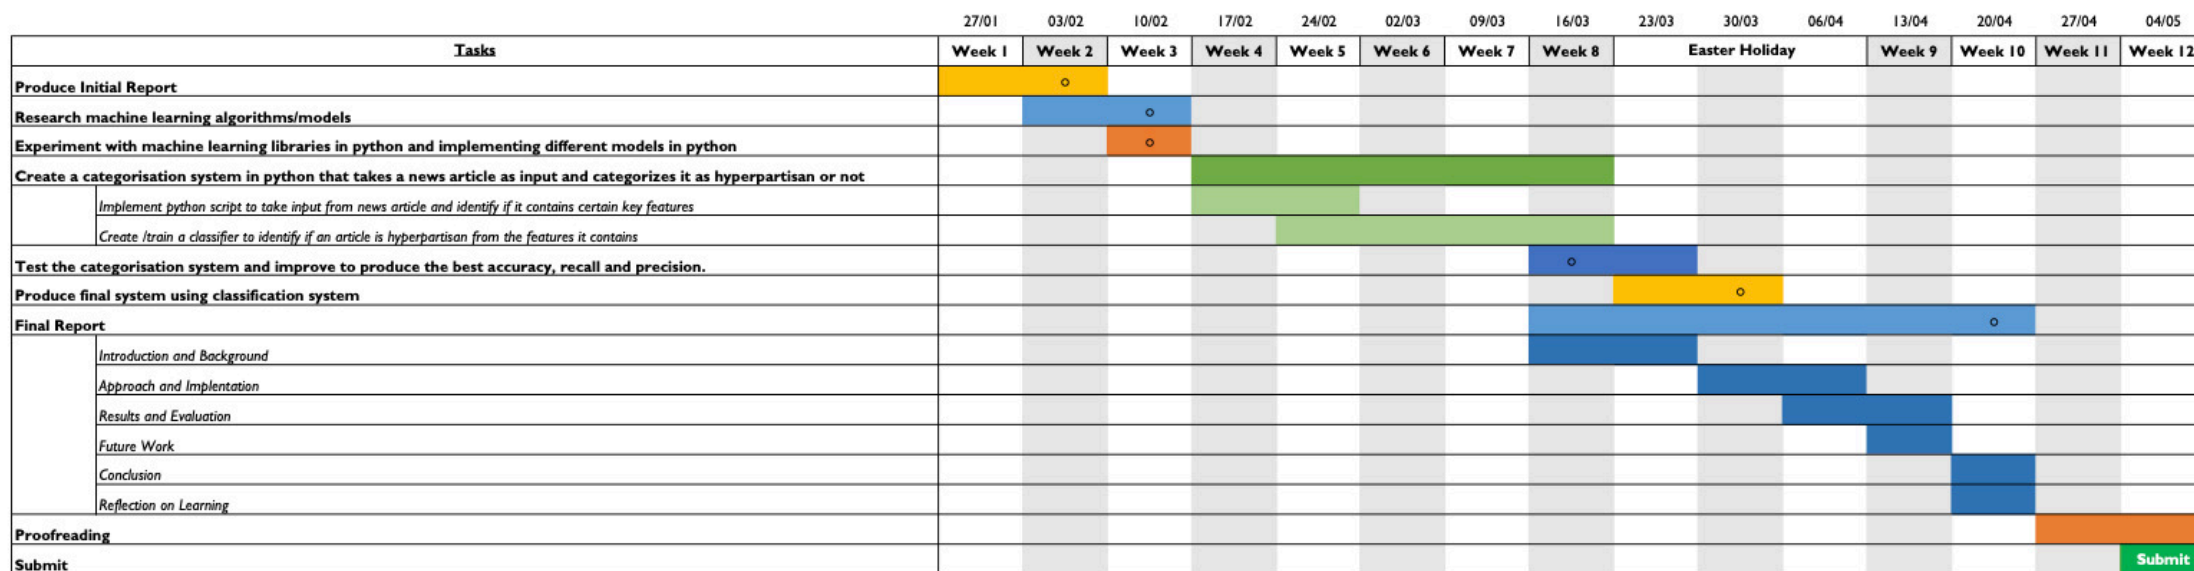 27/01 03/02 10/02 17/02 24/02 02/03 09/03 16/03 23/03 30/03 06/04 13/04 20/04 27/04 04/05
Tasks Week 1 Week 2 Week 3 Week 4 Week 5 Week 6 Week 7 Week 8 Easter Holiday Week 9 Week 10 Week 11 Week 12
Produce Initial Report
Research machine learning algorithms/models
Experiment with machine learning libraries in python and implementing different models in python
Create a categorisation system in python that takes a news article as input and categorizes it as hyperpartisan or not
Implement python script to take input from news article and identify if it contains certain key features
Create /train a classifier to identify if an article is hyperpartisan from the features it contains
Test the categorisation system and improve to produce the best accuracy, recall and precision.
Produce final system using classification system
Final Report
Introduction and Background
Approach and Implentation
Results and Evaluation
Future Work
Conclusion
Reflection on Learning
Proofreading
Submit Submit